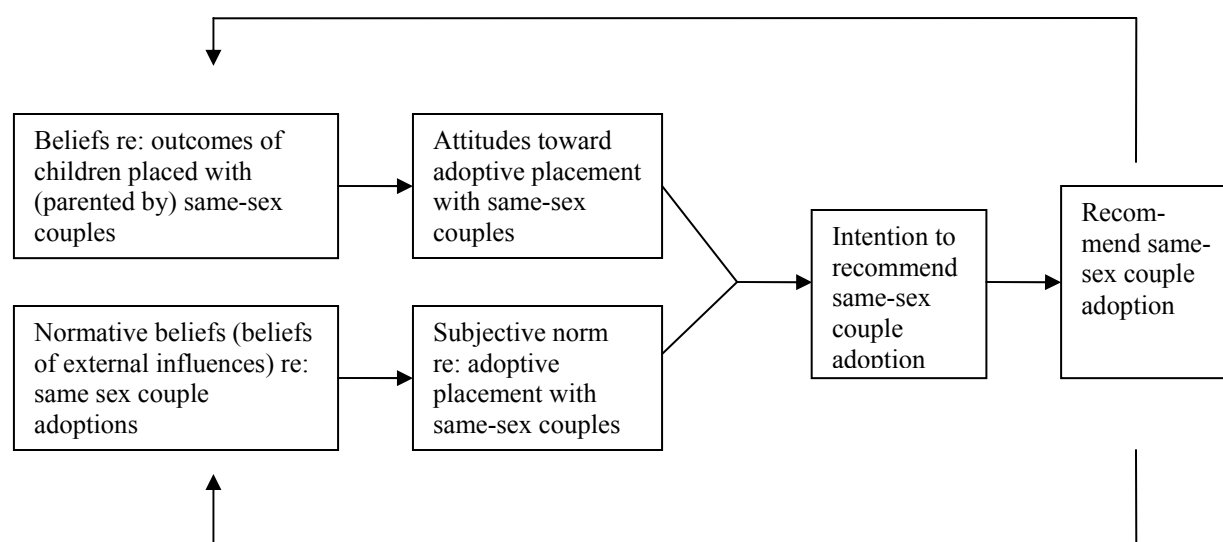 Beliefs re: outcomes of
children placed with
(parented by) same-sex
couples
Attitudes toward
adoptive placement
with same-sex
couples
Normative beliefs (beliefs
of external influences) re:
same sex couple
adoptions
Subjective norm
re: adoptive
placement with
same-sex couples
Intention to
recommend
same-sex
couple
adoption
Recom-
mend same-
sex couple
adoption